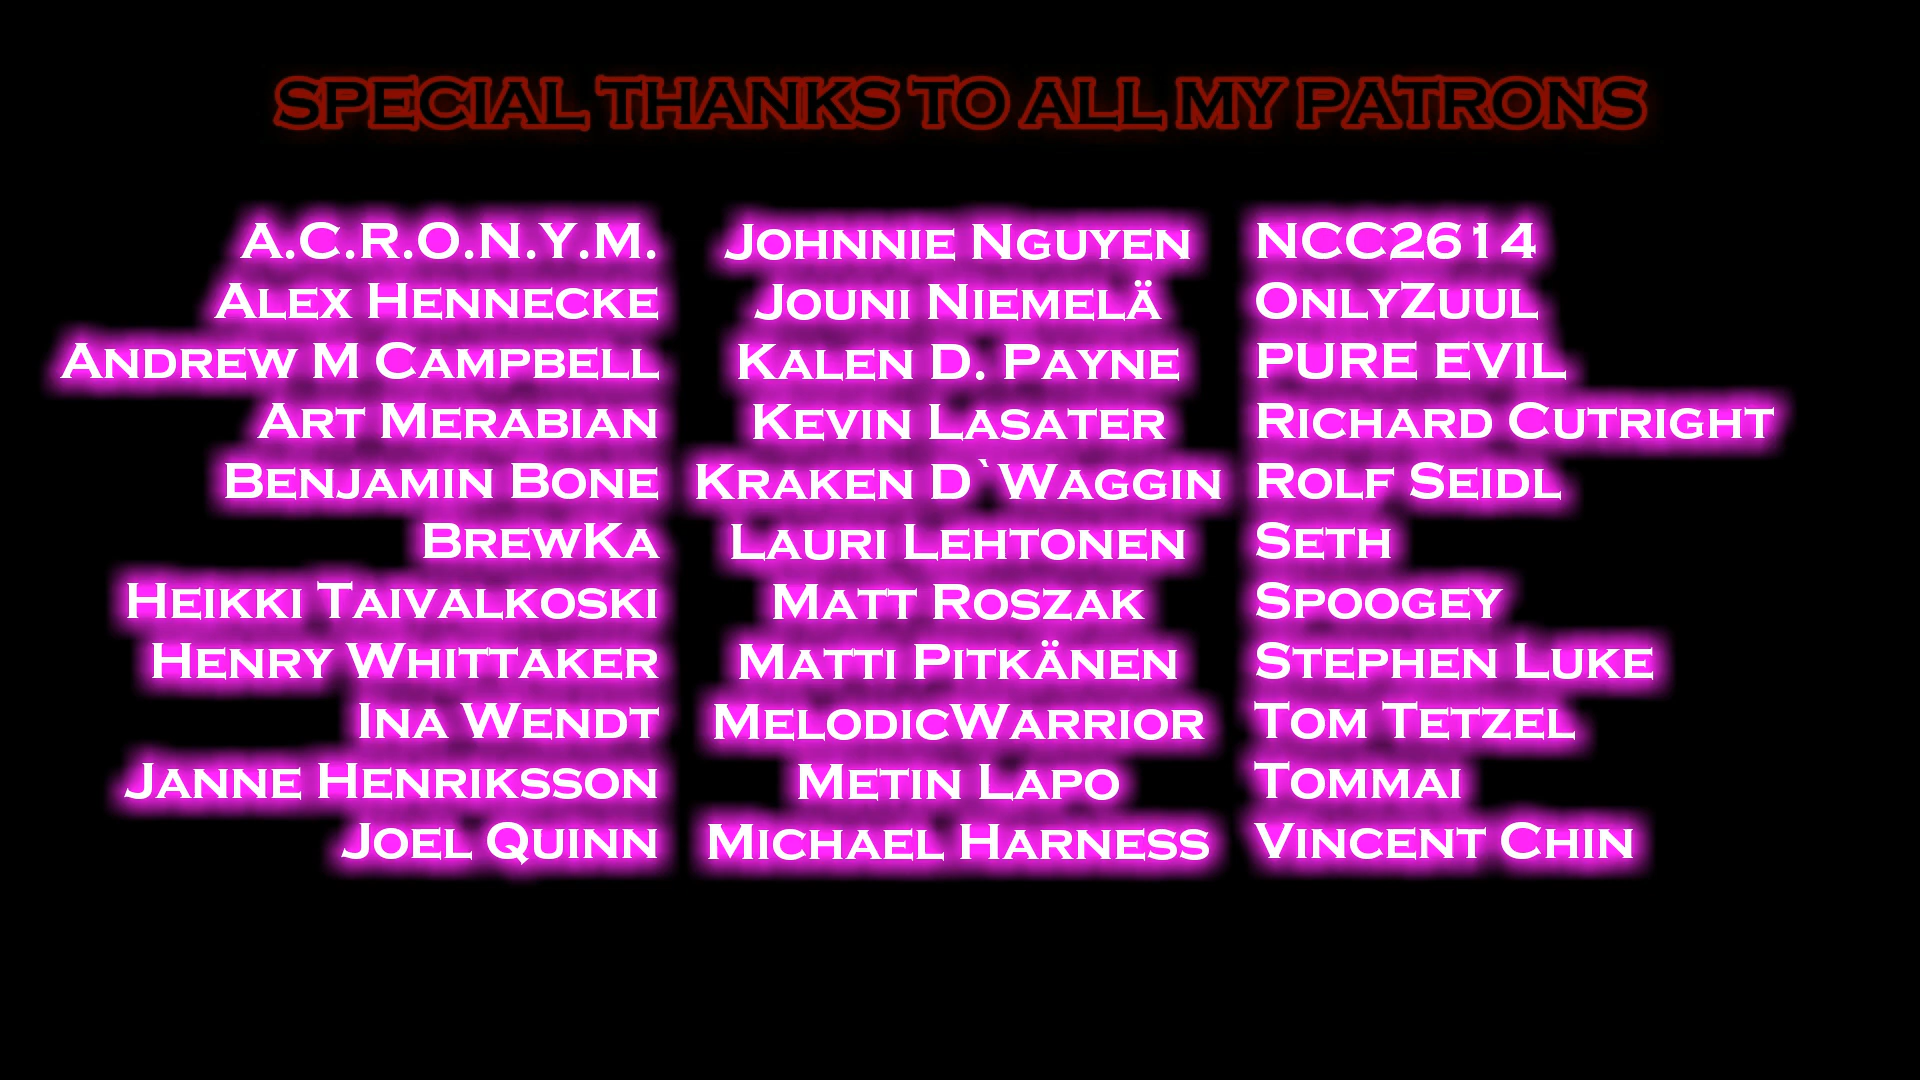 SPECIAL THANKS TO ALL MY PATRONS
A.C.R.O.N.Y.M.
Alex Hennecke
Andrew M Campbell
Art Merabian
Benjamin Bone
BrewKa
Heikki Taivalkoski
Henry Whittaker
Ina Wendt
Janne Henriksson
Joel Quinn
Johnnie Nguyen
Jouni Niemelä
Kalen D. Payne
Kevin Lasater
Kraken D`Waggin
Lauri Lehtonen
Matt Roszak
Matti Pitkänen
MelodicWarrior
Metin Lapo
Michael Harness
NCC2614
OnlyZuul
PURE EVIL
Richard Cutright
Rolf Seidl
Seth
Spoogey
Stephen Luke
Tom Tetzel
Tommai
Vincent Chin